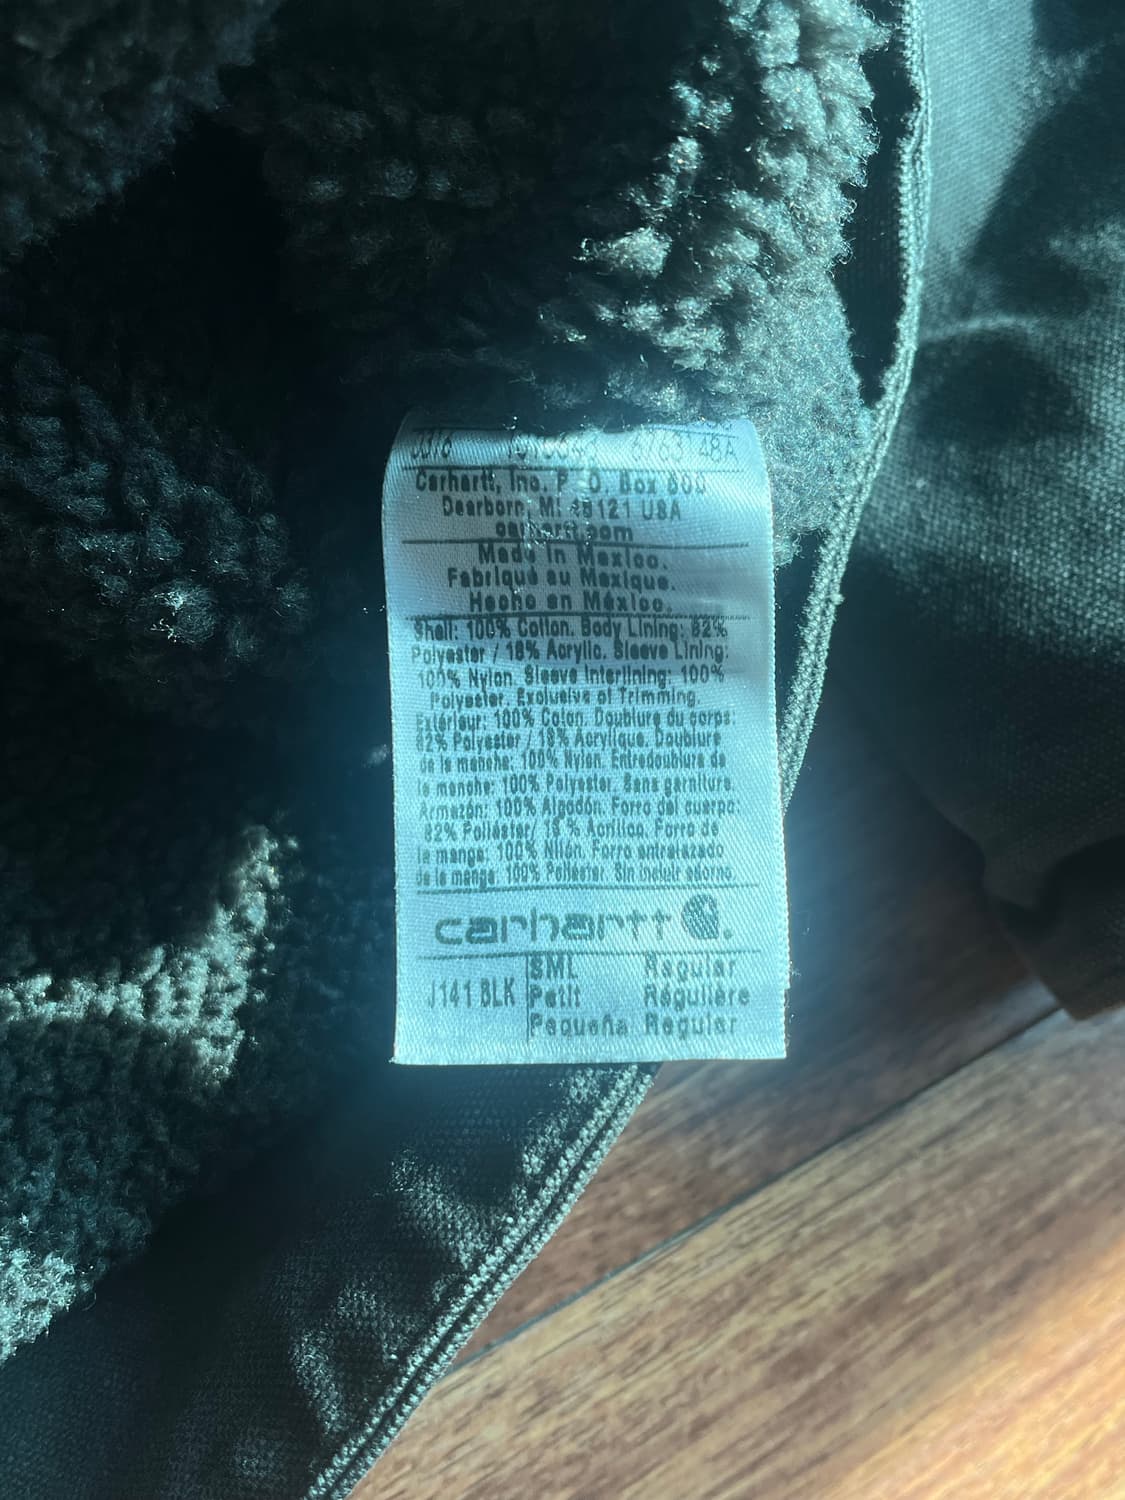 Carhartt, Inc. P. O. Box 600
Dearborn, MI 48121 USA
carhartt.com
Made in Mexico.
Fabriqué au Mexique.
Hecho en México.
Shell: 100% Cotton. Body Lining: 82%
Polyester / 18% Acrylic. Sleeve Lining:
100% Nylon. Sleeve Interlining: 100%
Polyester. Exclusive of Trimming.
Extérieur: 100% Coton. Doublure du corps:
82% Polyester / 18% Acrylique. Doublure
de la manche: 100% Nylon. Entredoublure de
la manche: 100% Polyester. Sans garniture.
Armazón: 100% Algodón. Forro del cuerpo:
82% Poliéster/ 18 % Acrílico. Forro de
la manga: 100% Nilón. Forro entrelazado
de la manga: 100% Poliester. Sin incluir adorno.
carhartt
J141 BLK
SML Regular
Petit Régulière
Pequeña Regular